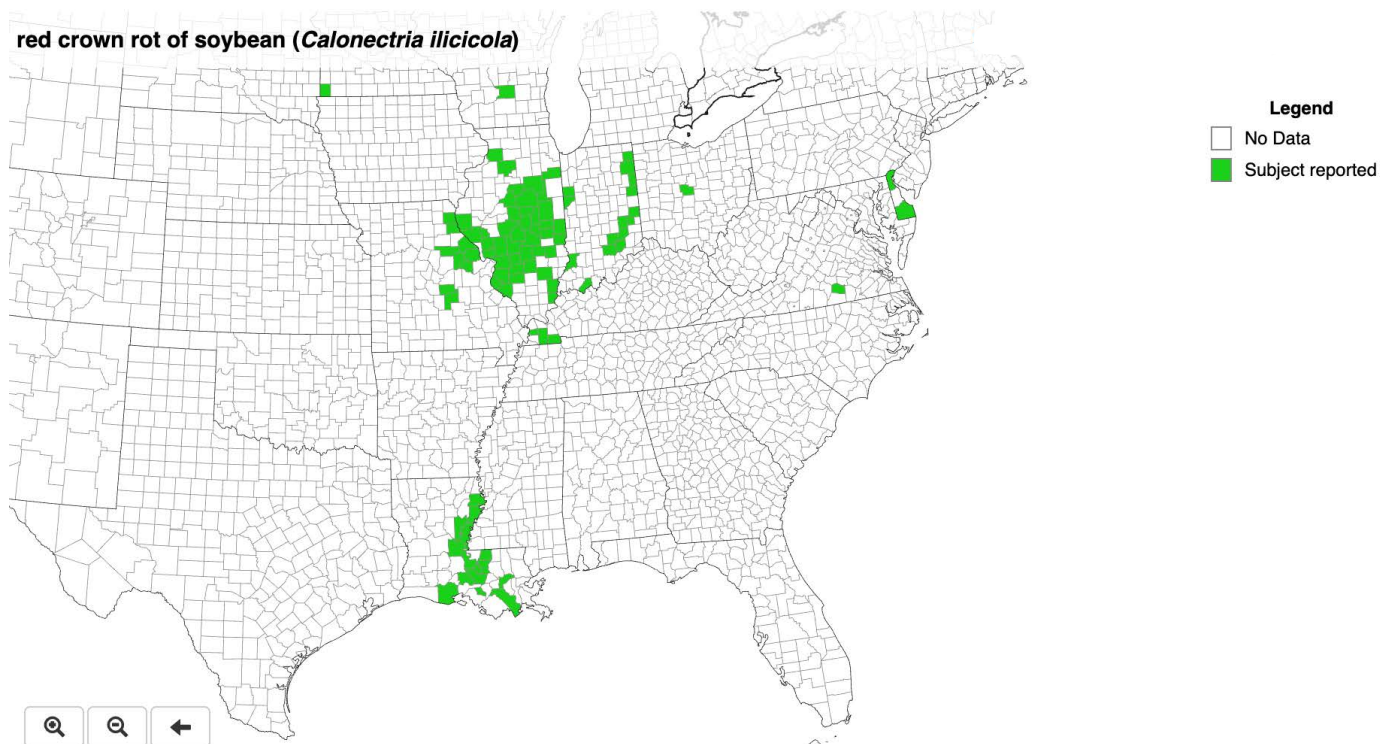 red crown rot of soybean (Calonectria ilicicola)
Legend
No Data
Subject reported